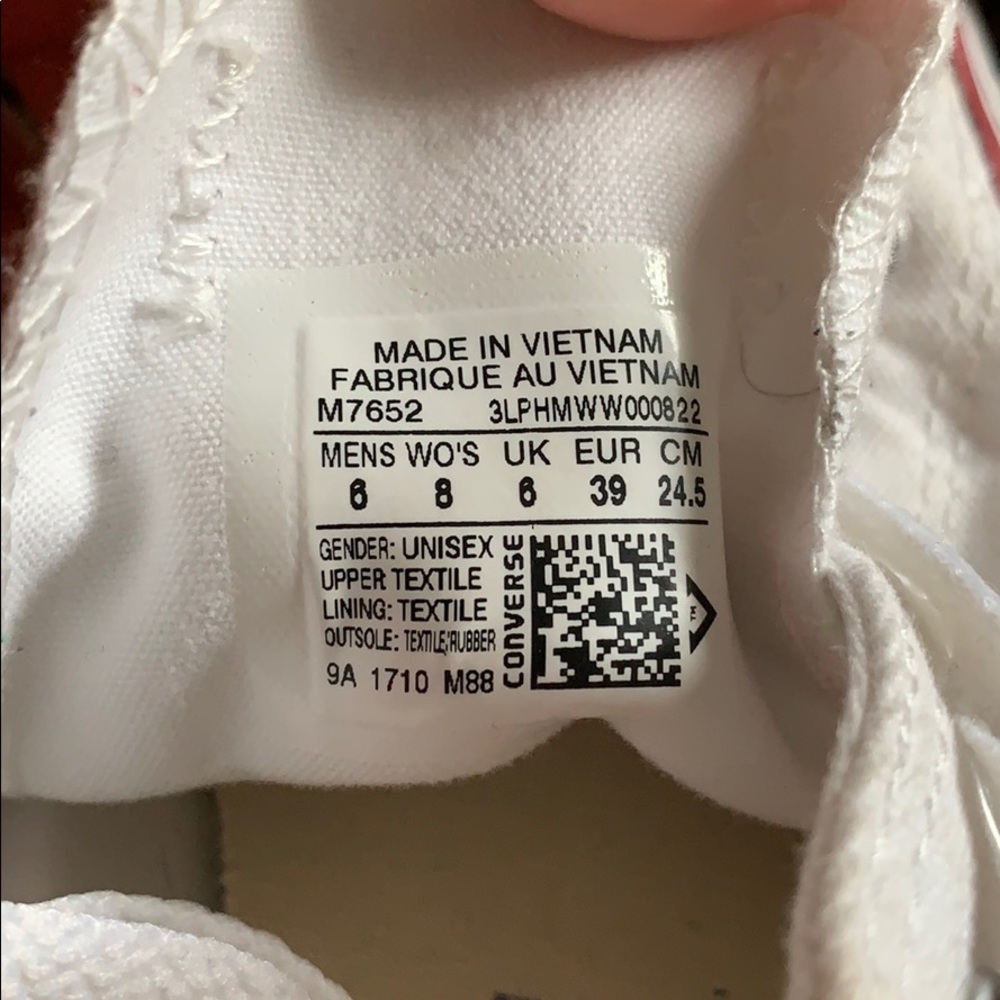 MADE IN VIETNAM
FABRIQUE AU VIETNAM
M7652 3LPHMWW000822
MENS WO'S UK EUR CM
6 8 6 39 24.5
GENDER: UNISEX
UPPER TEXTILE
LINING: TEXTILE
OUTSOLE: TEXTILE/RUBBER
9A 1710 M88
CONVERSE